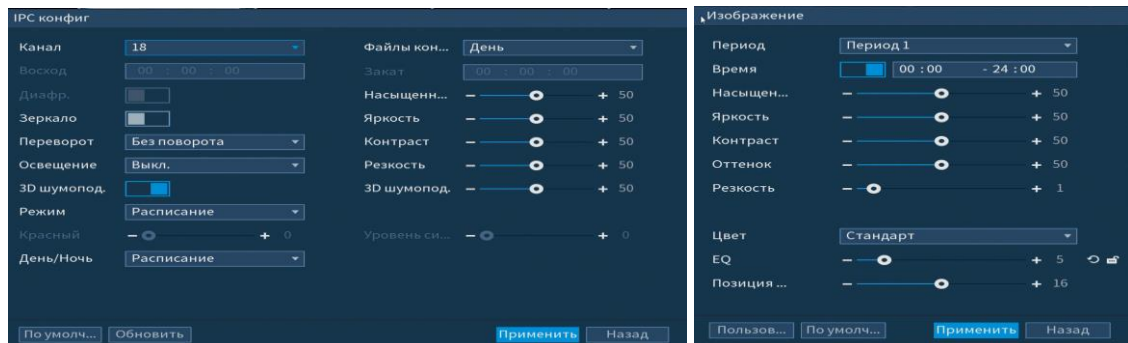 IPC конфиг
Канал 18 Файлы кон... День
Восход 00 : 00 : 00 Закат 00 : 00 : 00
Диафр. Насыщенн... − + 50
Зеркало Яркость − + 50
Переворот Без поворота Контраст − + 50
Освещение Выкл. Резкость − + 50
3D шумопод. 3D шумопод. − + 50
Режим Расписание
Красный − + 0 Уровень си... − + 0
День/Ночь Расписание
По умолч... Обновить Применить Назад
Изображение
Период Период 1
Время 00 : 00 - 24 : 00
Насыщен... − + 50
Яркость − + 50
Контраст − + 50
Оттенок − + 50
Резкость − + 1
Цвет Стандарт
EQ − + 5
Позиция ... − + 16
Пользов... По умолч... Применить Назад